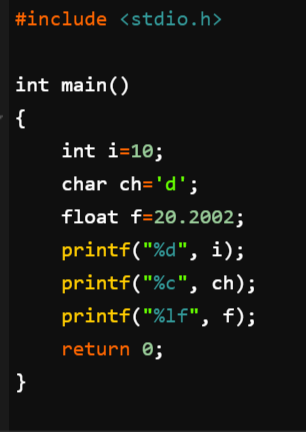 #include <stdio.h>
int main()
{
    int i=10;
    char ch='d';
    float f=20.2002;
    printf("%d", i);
    printf("%c", ch);
    printf("%lf", f);
    return 0;
}